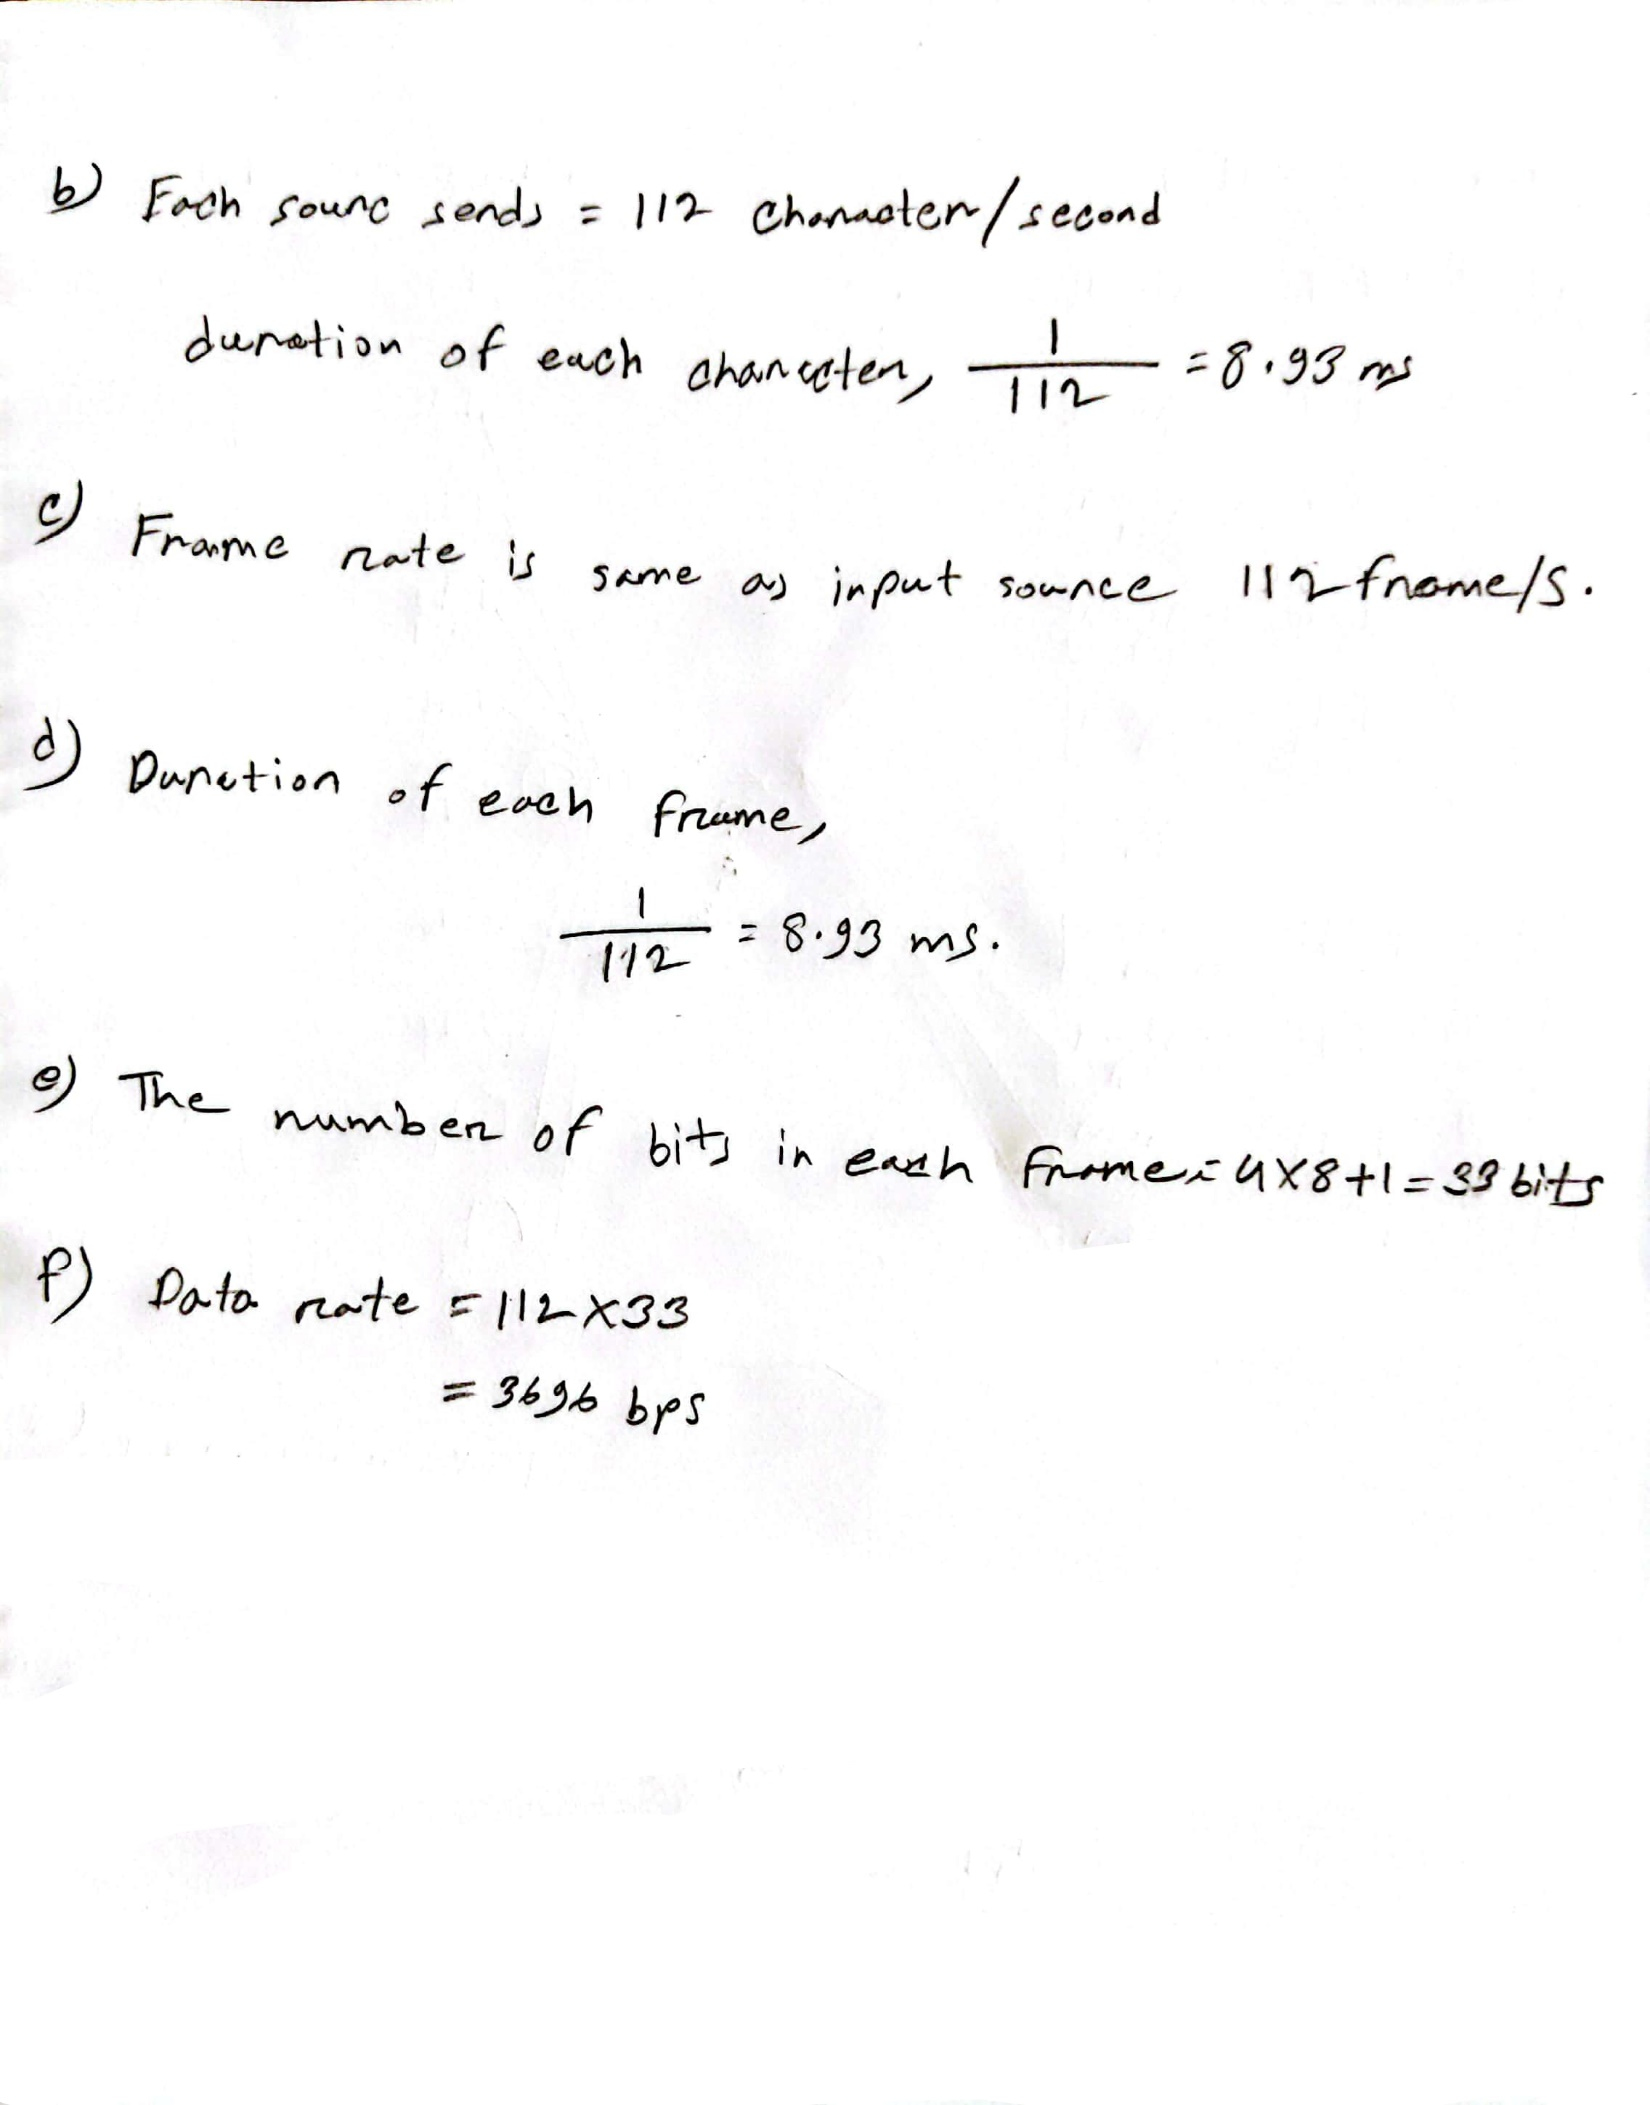 b) Each sourc sends = 112 character/second
duration of each character, 1/112 = 8.93 ms
c) Frame rate is same as input source 112 frame/s.
d) Duration of each frame,
1/112 = 8.93 ms.
e) The number of bits in each frame = 4×8+1 = 33 bits
f) Data rate = 112×33
= 3696 bps